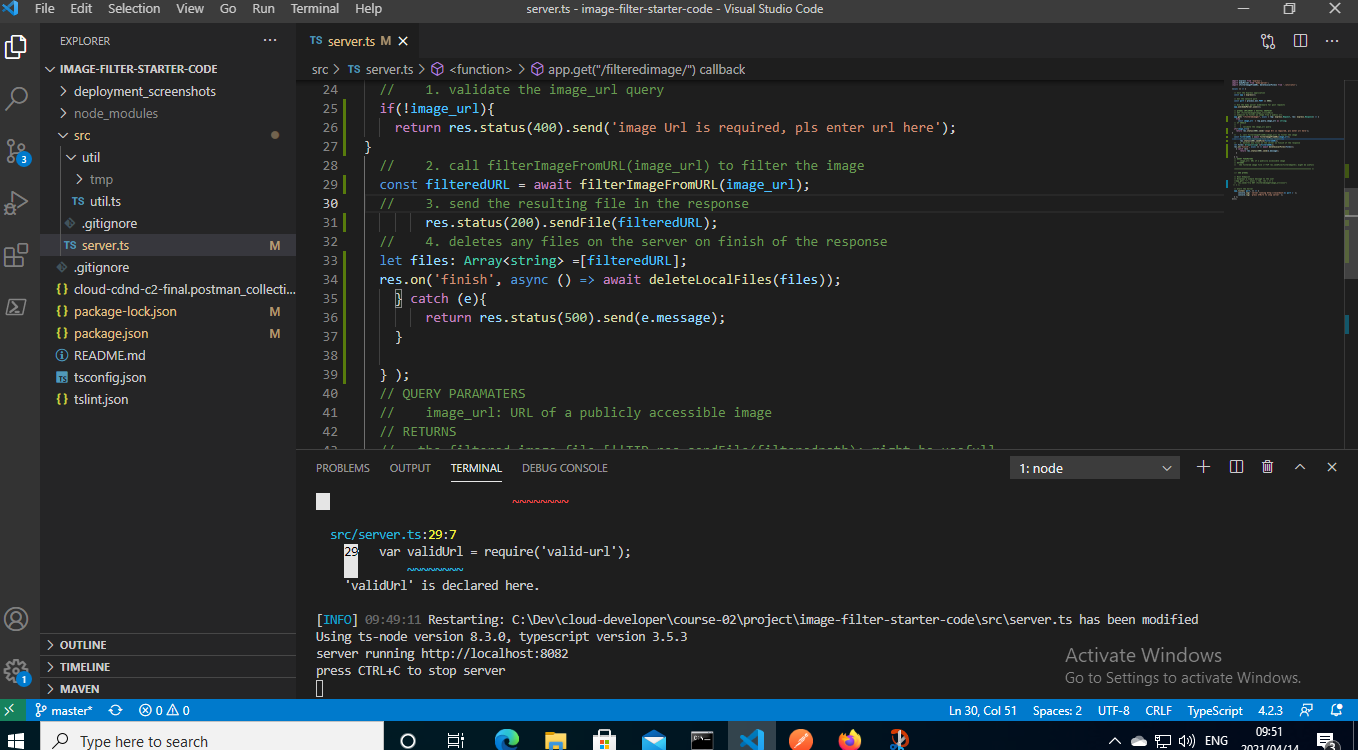 File Edit Selection View Go Run Terminal Help
server.ts - image-filter-starter-code - Visual Studio Code
EXPLORER
IMAGE-FILTER-STARTER-CODE
deployment_screenshots
node_modules
src
util
tmp
TS util.ts
.gitignore
TS server.ts M
.gitignore
{} cloud-cdnd-c2-final.postman_collecti...
{} package-lock.json M
{} package.json M
README.md
tsconfig.json
{} tslint.json
OUTLINE
TIMELINE
MAVEN
3
1
TS server.ts M
src > TS server.ts > <function> > app.get("/filteredimage/") callback
24 //    1. validate the image_url query
25 if(!image_url){
26 return res.status(400).send('image Url is required, pls enter url here');
27 }
28 //    2. call filterImageFromURL(image_url) to filter the image
29 const filteredURL = await filterImageFromURL(image_url);
30 //    3. send the resulting file in the response
31 res.status(200).sendFile(filteredURL);
32 //    4. deletes any files on the server on finish of the response
33 let files: Array<string> =[filteredURL];
34 res.on('finish', async () => await deleteLocalFiles(files));
35 } catch (e){
36 return res.status(500).send(e.message);
37 }
38
39 } );
40 // QUERY PARAMATERS
41 //    image_url: URL of a publicly accessible image
42 // RETURNS
PROBLEMS OUTPUT TERMINAL DEBUG CONSOLE
1: node
src/server.ts:29:7
29 var validUrl = require('valid-url');
'validUrl' is declared here.
[INFO] 09:49:11 Restarting: C:\Dev\cloud-developer\course-02\project\image-filter-starter-code\src\server.ts has been modified
Using ts-node version 8.3.0, typescript version 3.5.3
server running http://localhost:8082
press CTRL+C to stop server
Activate Windows
Go to Settings to activate Windows.
master* 0 0 Ln 30, Col 51 Spaces: 2 UTF-8 CRLF TypeScript 4.2.3
Type here to search
ENG
09:51
2021/04/14
3